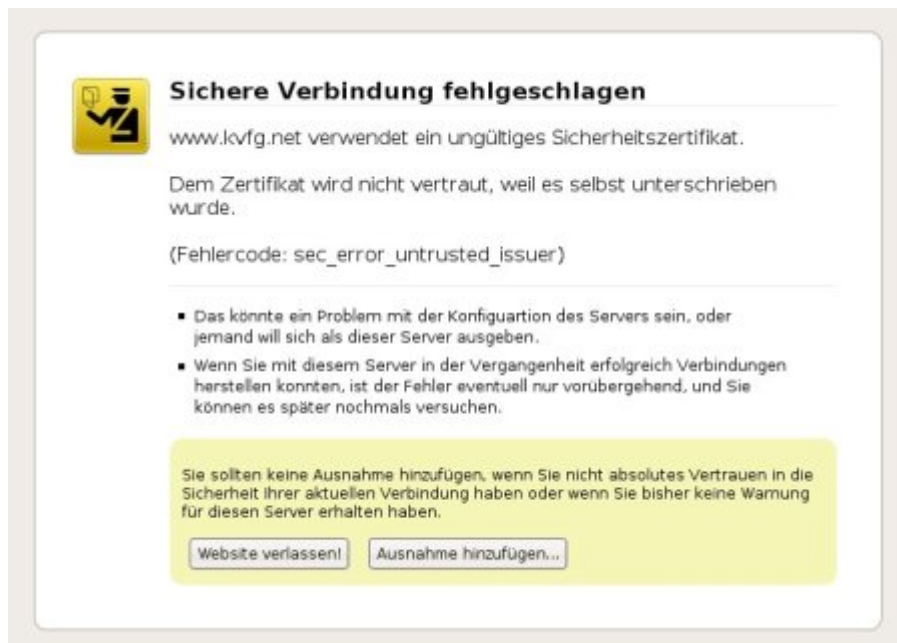 Sichere Verbindung fehlgeschlagen
www.kvfg.net verwendet ein ungültiges Sicherheitszertifikat.
Dem Zertifikat wird nicht vertraut, weil es selbst unterschrieben
wurde.
(Fehlercode: sec_error_untrusted_issuer)
▪ Das könnte ein Problem mit der Konfiguartion des Servers sein, oder
jemand will sich als dieser Server ausgeben.
▪ Wenn Sie mit diesem Server in der Vergangenheit erfolgreich Verbindungen
herstellen konnten, ist der Fehler eventuell nur vorübergehend, und Sie
können es später nochmals versuchen.
Sie sollten keine Ausnahme hinzufügen, wenn Sie nicht absolutes Vertrauen in die
Sicherheit Ihrer aktuellen Verbindung haben oder wenn Sie bisher keine Warnung
für diesen Server erhalten haben.
Website verlassen!
Ausnahme hinzufügen...